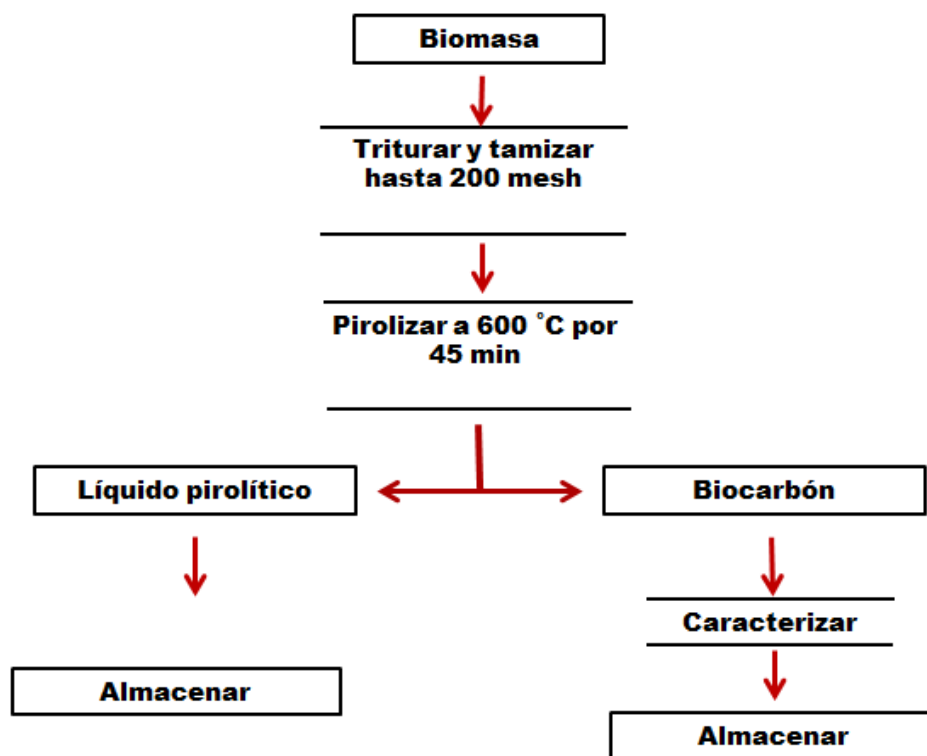 Biomasa
Triturar y tamizar
hasta 200 mesh
Pirolizar a 600 ˚C por
45 min
Líquido pirolítico
Biocarbón
Caracterizar
Almacenar
Almacenar